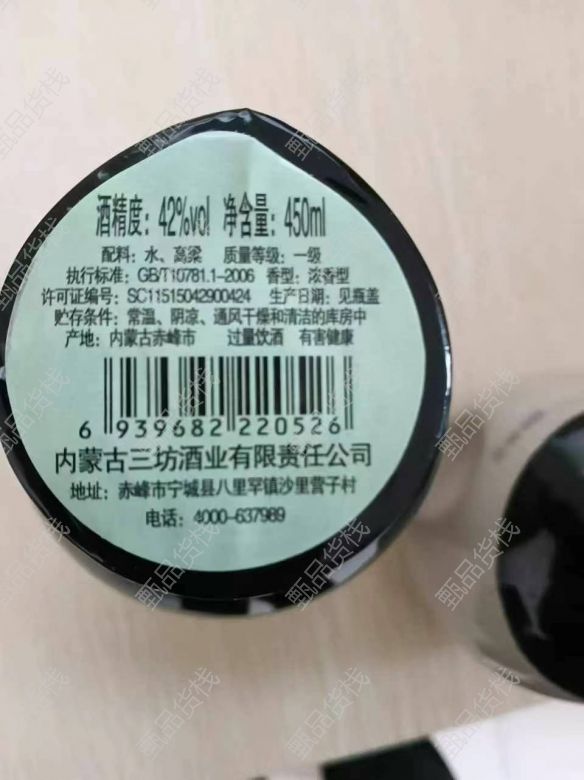 酒精度：42%vol 净含量：450ml
配料：水、高粱 质量等级：一级
执行标准：GB/T10781.1-2006 香型：浓香型
许可证编号：SC11515042900424 生产日期：见瓶盖
贮存条件：常温、阴凉、通风干燥和清洁的库房中
产地：内蒙古赤峰市 过量饮酒 有害健康
6 939682 220526
内蒙古三坊酒业有限责任公司
地址：赤峰市宁城县八里罕镇沙里营子村
电话：4000-637989
甄品货栈